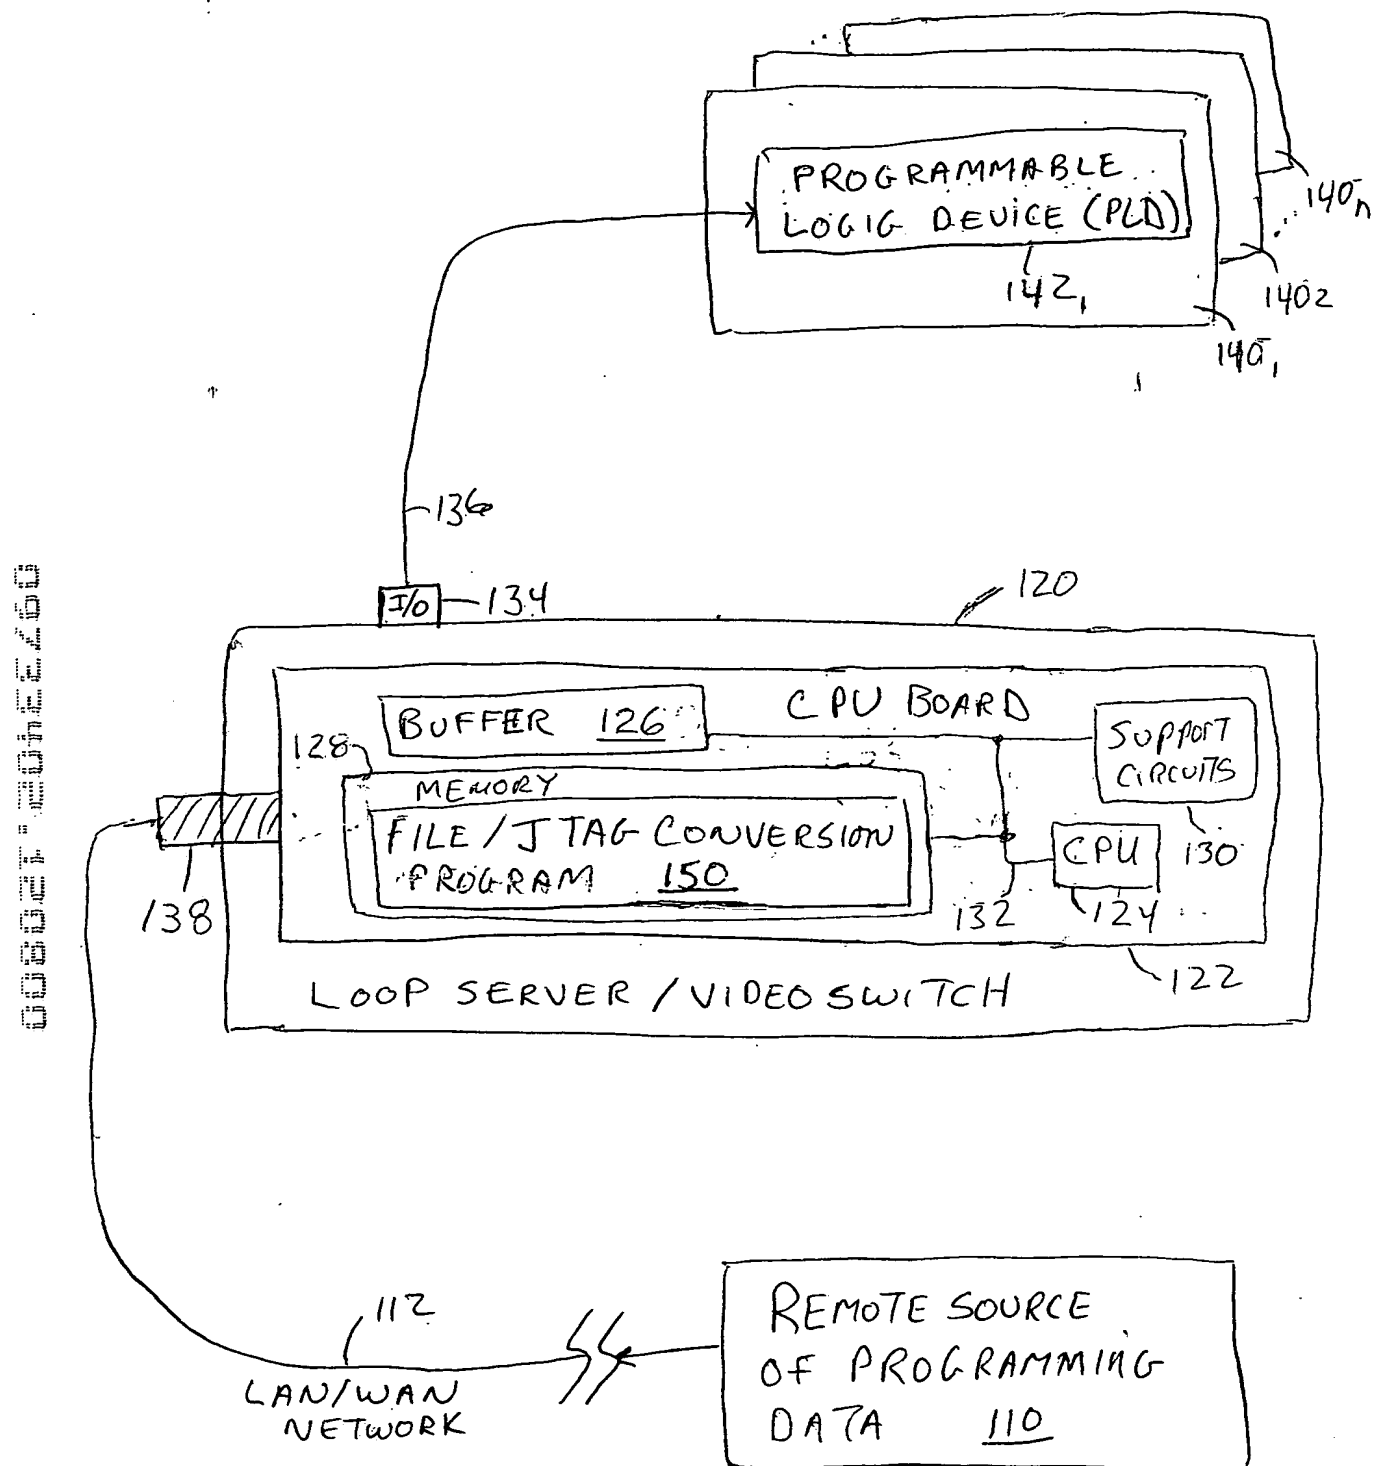 PROGRAMMABLE
LOGIC DEVICE (PLD)
142₁
140ₙ
140₂
140₁
136
I/O
134
120
CPU BOARD
BUFFER 126
SUPPORT
CIRCUITS
128
MEMORY
FILE / JTAG CONVERSION
PROGRAM 150
CPU
130
132
124
138
122
LOOP SERVER / VIDEO SWITCH
112
LAN/WAN
NETWORK
REMOTE SOURCE
OF PROGRAMMING
DATA 110